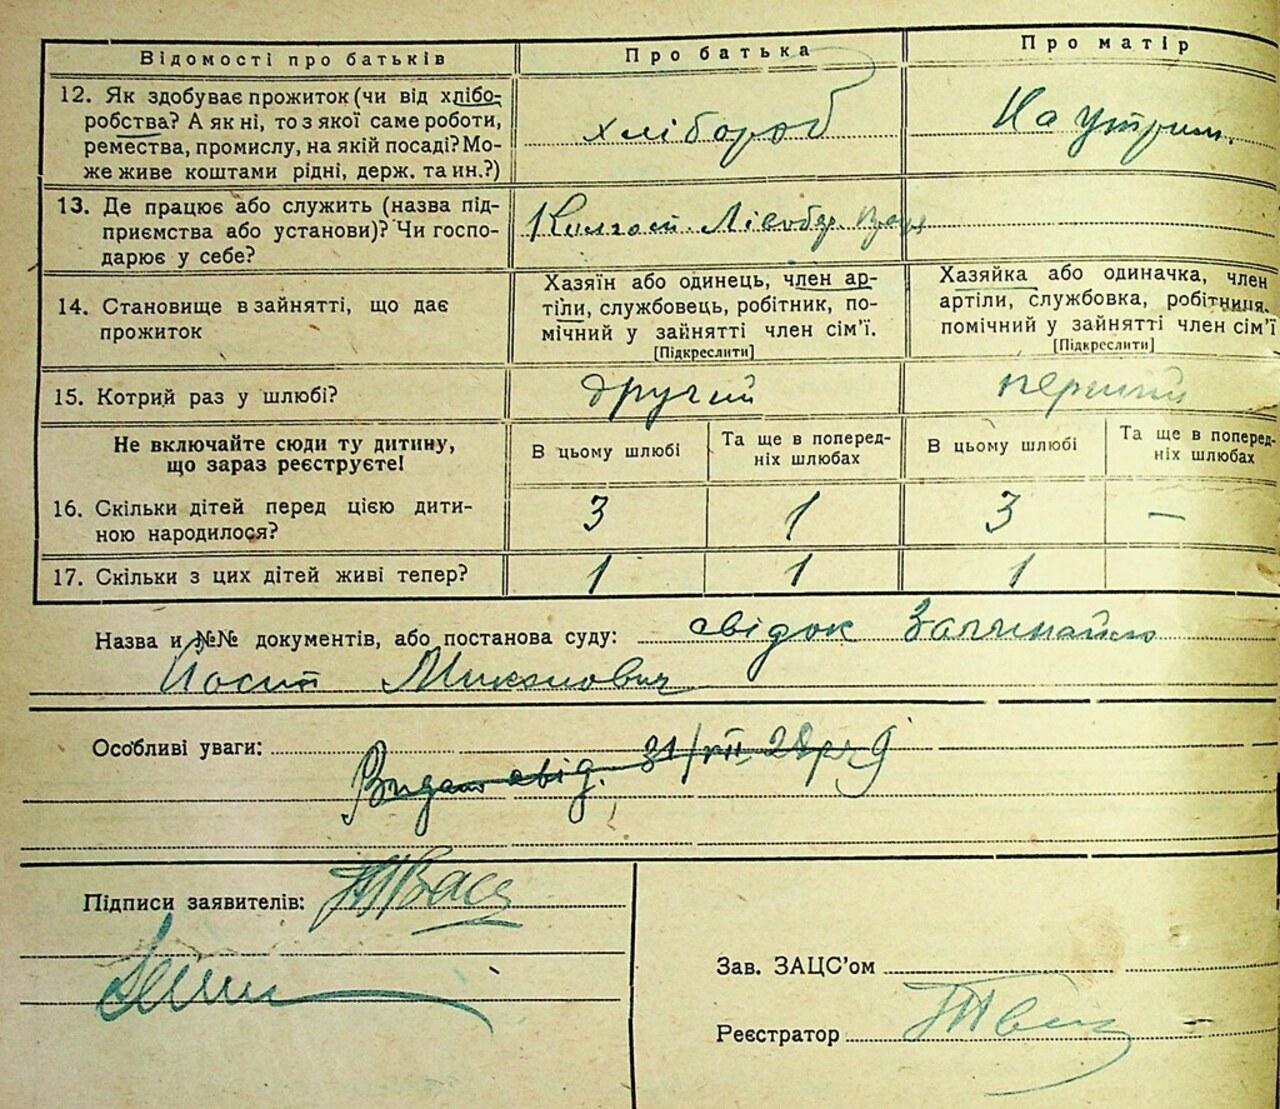 Відомості про батьків Про батька Про матір
12. Як здобуває прожиток (чи від хлібо-
робства? А як ні, то з якої саме роботи,
ремества, промислу, на якій посаді? Мо-
же живе коштами рідні, держ. та ин.?)
хлібороб На утрим.
13. Де працює або служить (назва під-
приємства або установи)? Чи госпо-
дарює у себе?
14. Становище в зайнятті, що дає
прожиток
Хазяїн або одинець, член ар-
тіли, службовець, робітник, по-
мічний у зайнятті член сім’ї.
[Підкреслити]
Хазяйка або одиначка, член
артіли, службовка, робітниця,
помічний у зайнятті член сім’ї
[Підкреслити]
15. Котрий раз у шлюбі? другий перший
Не включайте сюди ту дитину,
що зараз реєструєте!
В цьому шлюбі
Та ще в поперед-
ніх шлюбах
В цьому шлюбі
Та ще в поперед-
ніх шлюбах
16. Скільки дітей перед цією дити-
ною народилося?
3 1 3 —
17. Скільки з цих дітей живі тепер? 1 1 1
Назва и №№ документів, або постанова суду: свідок
Йосип Миколович
Особливі уваги:
Видано свід. 31/VII
Підписи заявителів:
Зав. ЗАЦС’ом
Реєстратор